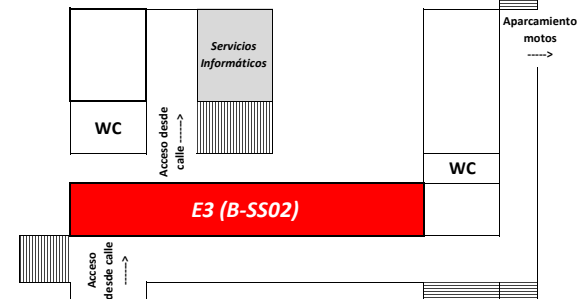 Aparcamiento
motos
----->
Servicios
Informáticos
WC
Acceso desde
calle ------>
WC
E3 (B-SS02)
Acceso
desde calle
----->